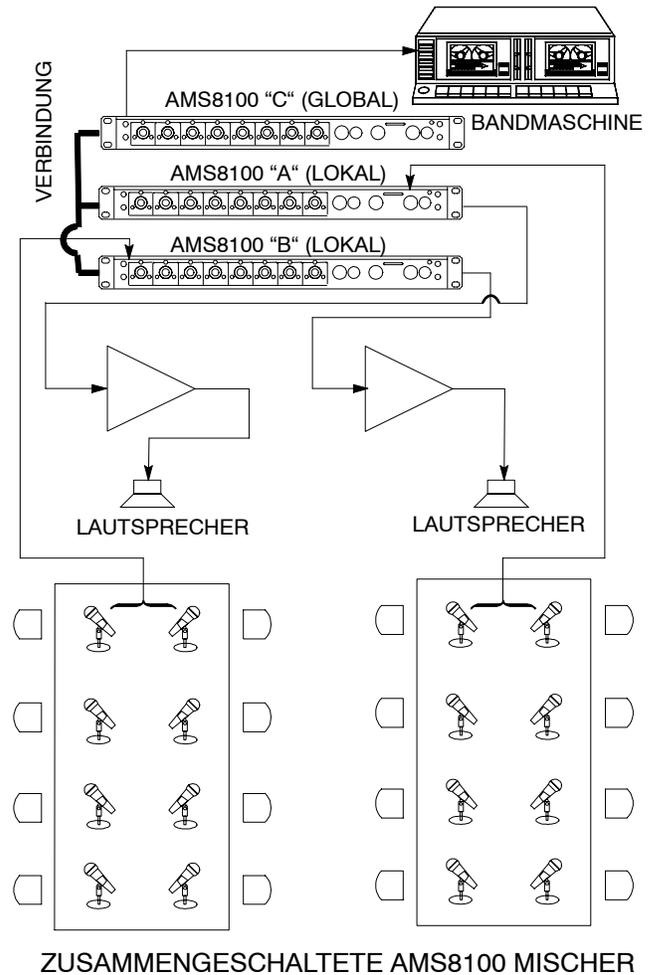 VERBINDUNG
AMS8100 “C“ (GLOBAL)
BANDMASCHINE
AMS8100 “A“ (LOKAL)
AMS8100 “B“ (LOKAL)
LAUTSPRECHER
LAUTSPRECHER
ZUSAMMENGESCHALTETE AMS8100 MISCHER